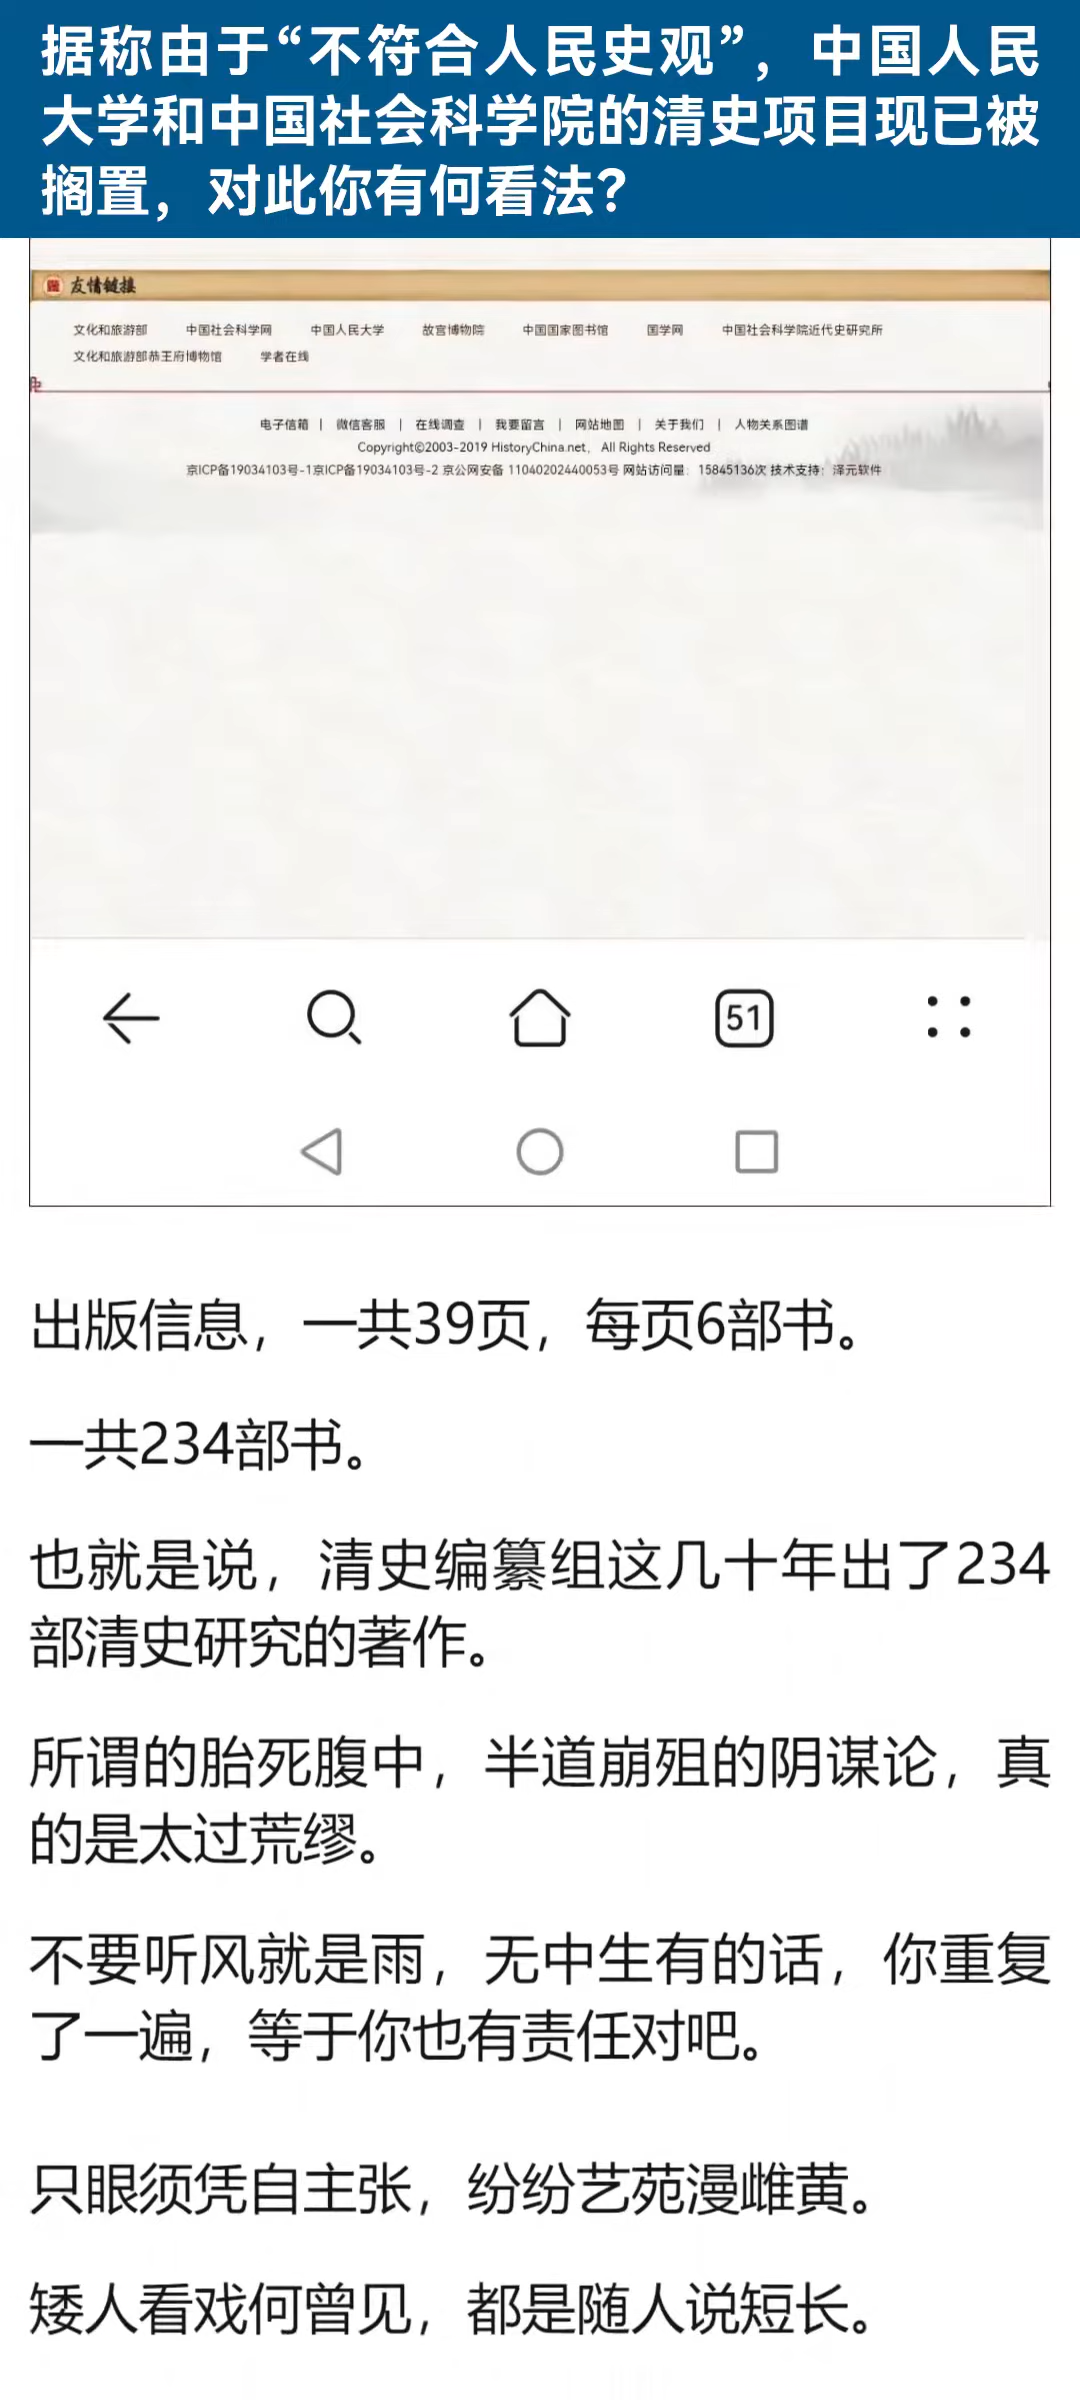 据称由于“不符合人民史观”，中国人民
大学和中国社会科学院的清史项目现已被
搁置，对此你有何看法？
友情链接
文化和旅游部 中国社会科学网 中国人民大学 故宫博物院 中国国家图书馆 国学网 中国社会科学院近代史研究所
文化和旅游部恭王府博物馆 学者在线
电子信箱 | 微信客服 | 在线调查 | 我要留言 | 网站地图 | 关于我们 | 人物关系图谱
Copyright©2003-2019 HistoryChina.net， All Rights Reserved
京ICP备19034103号-1京ICP备19034103号-2 京公网安备 11040202440053号 网站访问量：15845136次 技术支持：泽元软件
51
出版信息，一共39页，每页6部书。
一共234部书。
也就是说，清史编纂组这几十年出了234
部清史研究的著作。
所谓的胎死腹中，半道崩殂的阴谋论，真
的是太过荒缪。
不要听风就是雨，无中生有的话，你重复
了一遍，等于你也有责任对吧。
只眼须凭自主张，纷纷艺苑漫雌黄。
矮人看戏何曾见，都是随人说短长。